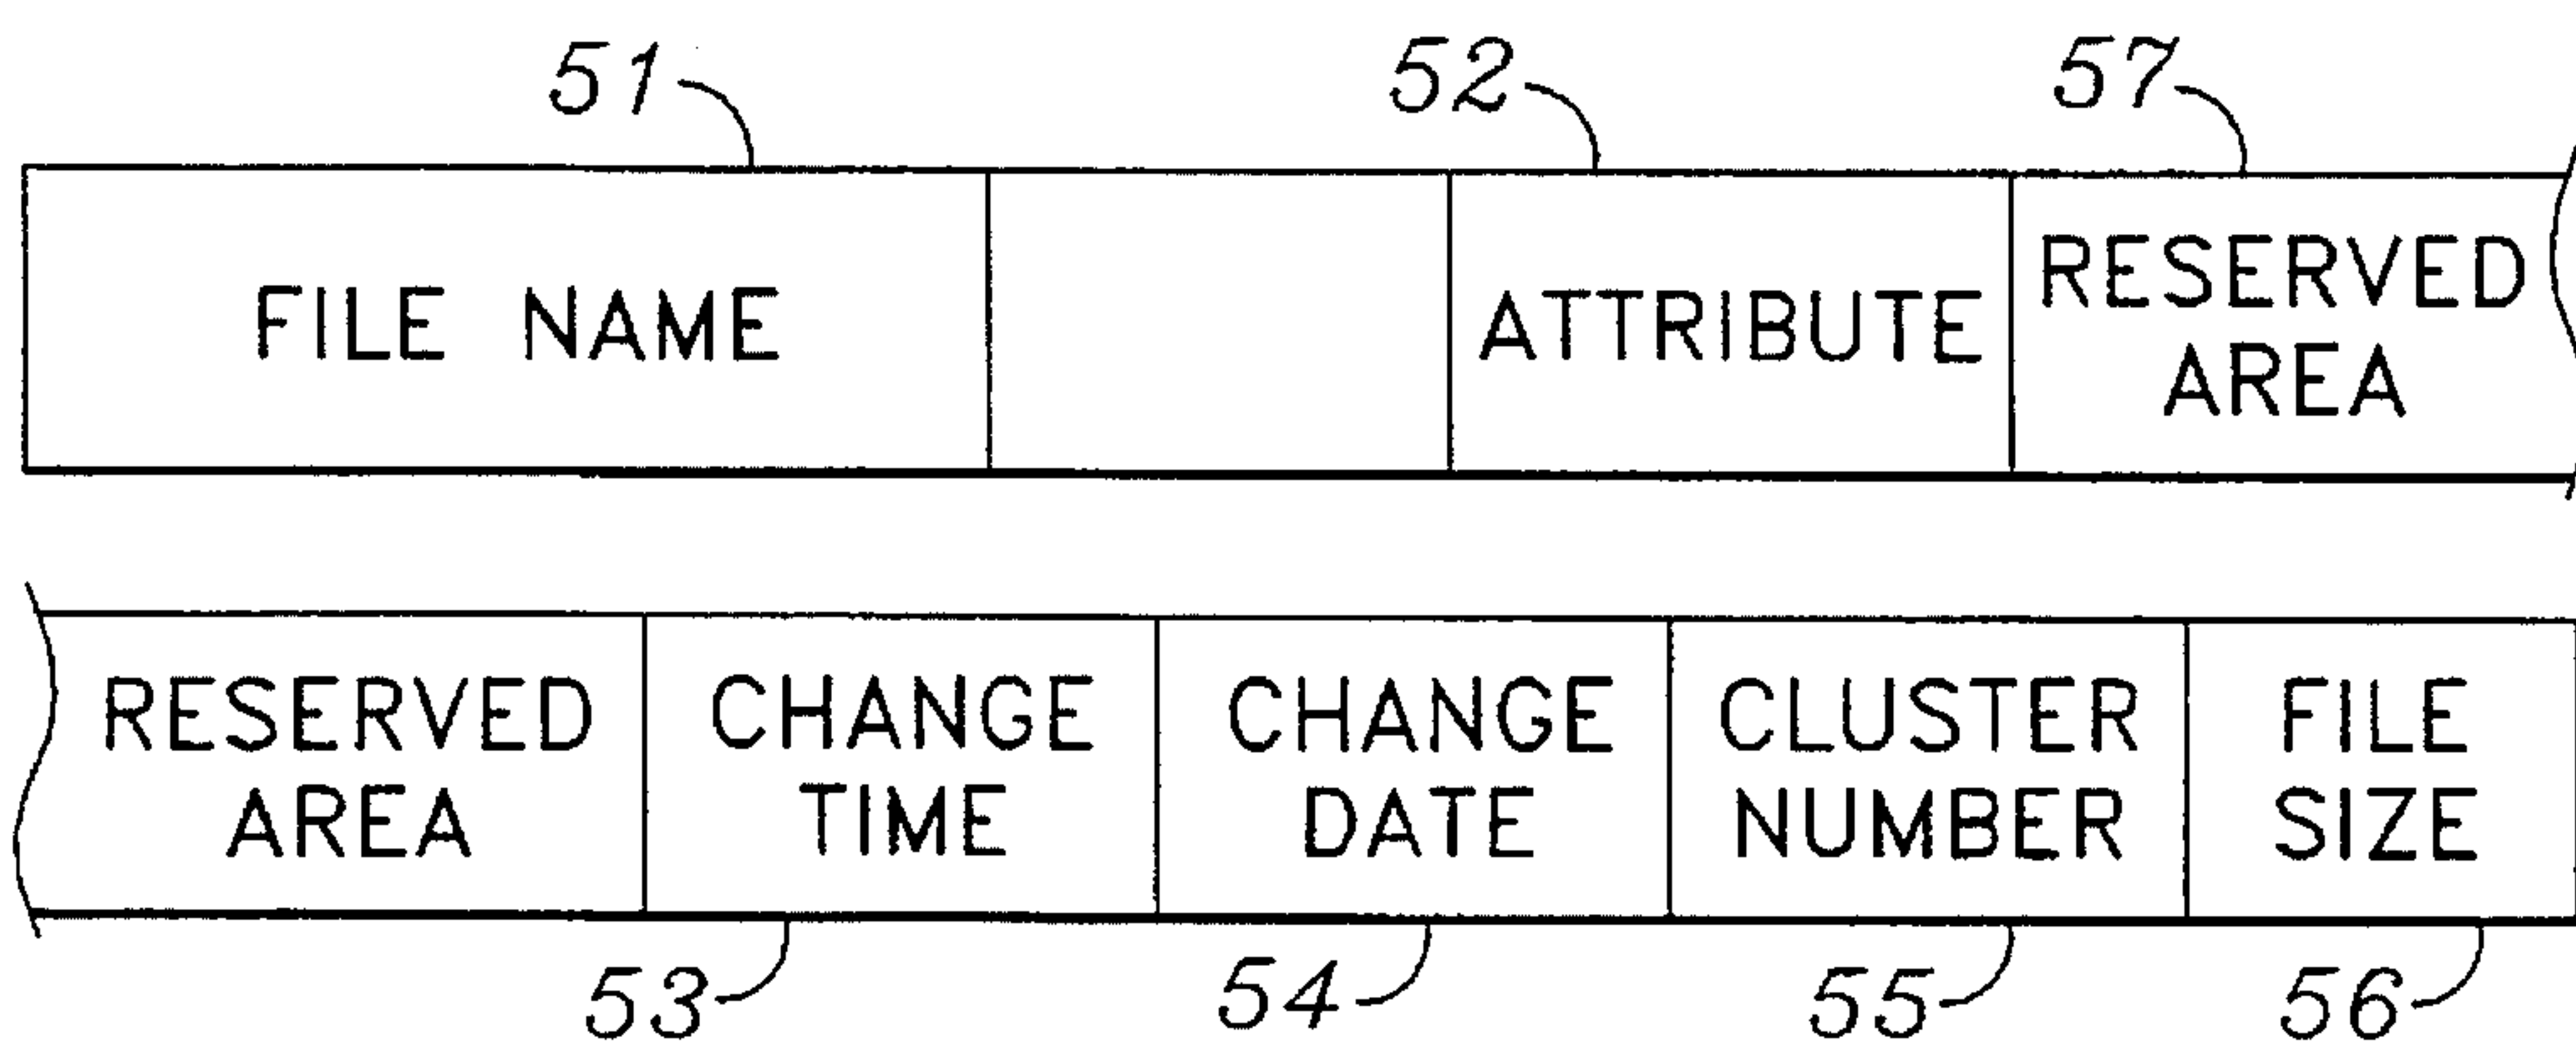 51 52 57
FILE NAME ATTRIBUTE RESERVED AREA
RESERVED AREA CHANGE TIME CHANGE DATE CLUSTER NUMBER FILE SIZE
53 54 55 56